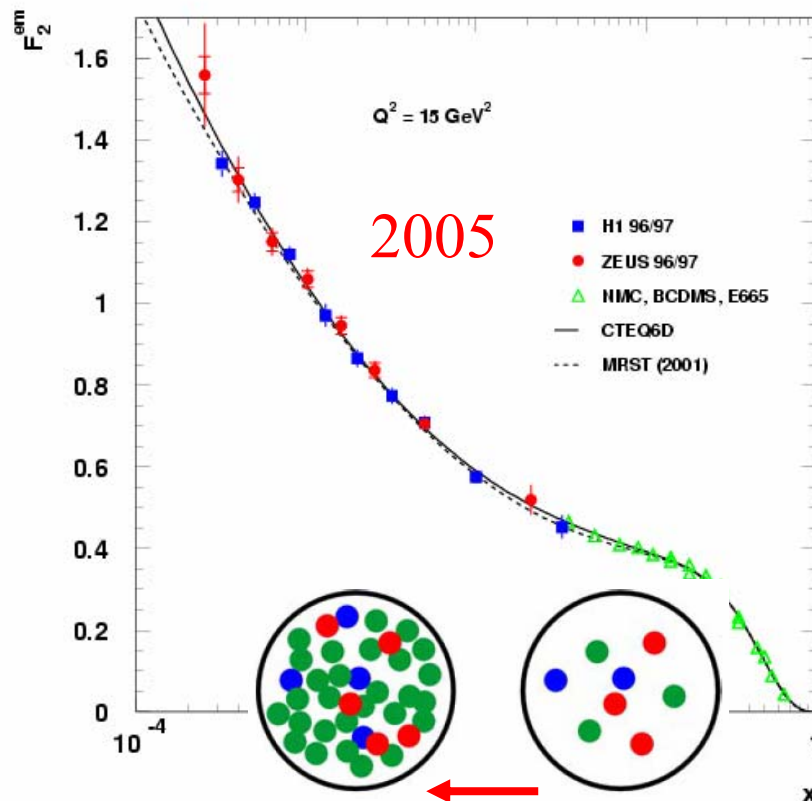 F₂ᵉᵐ
1.6
1.4
1.2
1
0.8
0.6
0.4
0.2
0
Q² = 15 GeV²
2005
H1 96/97
ZEUS 96/97
NMC, BCDMS, E665
CTEQ6D
MRST (2001)
10⁻⁴